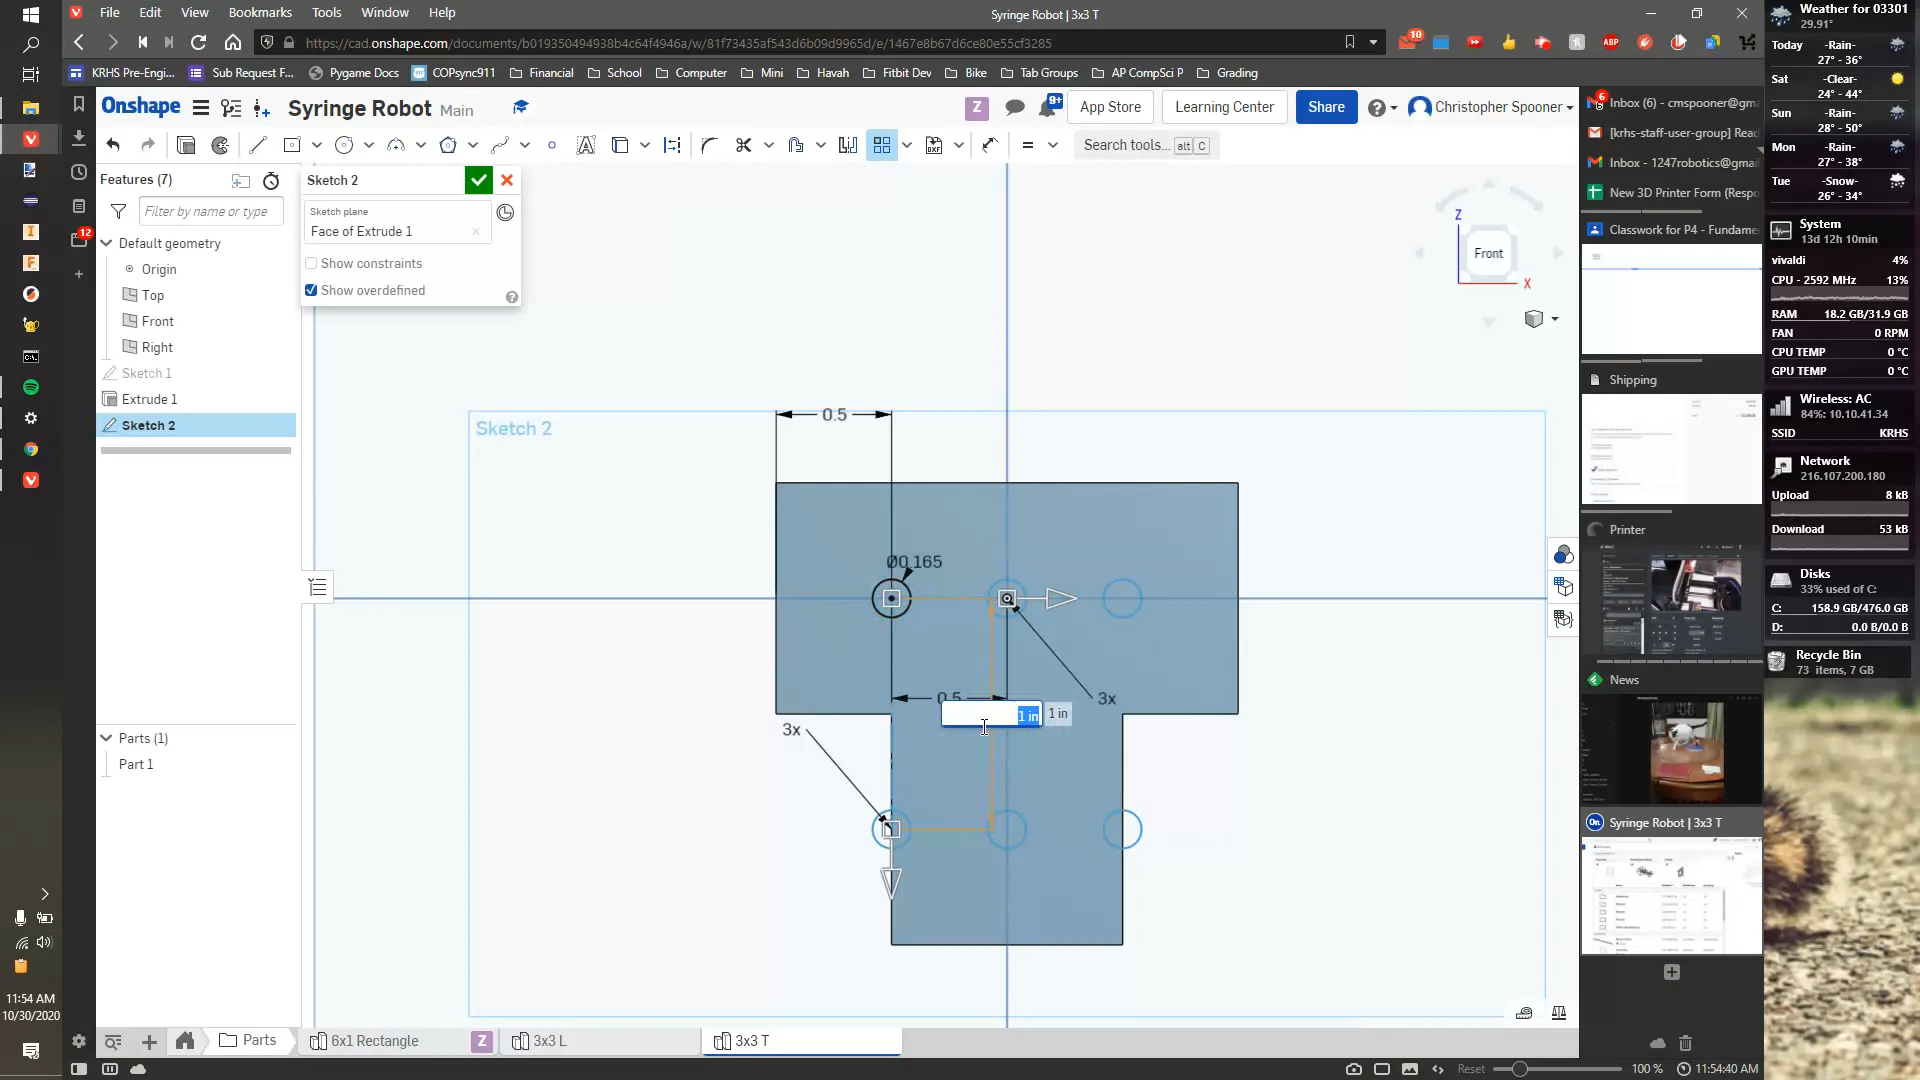 File Edit View Bookmarks Tools Window Help
Syringe Robot | 3x3 T
https://cad.onshape.com/documents/b019350494938b4c64f4946a/w/81f73435af543d6b09d9965d/e/1467e8b67d6ce80e55cf3285
10
ABP
KRHS Pre-Engi... Sub Request F... Pygame Docs COPsync911 Financial School Computer Mini Havah Fitbit Dev Bike Tab Groups AP CompSci P Grading
Onshape
Syringe Robot Main
Z
9+
App Store
Learning Center
Share
Christopher Spooner
DXF
Search tools... alt C
Features (7)
Filter by name or type
Default geometry
Origin
Top
Front
Right
Sketch 1
Extrude 1
Sketch 2
Parts (1)
Part 1
12
Sketch 2
Sketch plane
Face of Extrude 1
Show constraints
Show overdefined
Z
Front
X
Sketch 2
0.5
Ø0.165
0.5
3x
1 in 1 in
3x
Parts
6x1 Rectangle
Z
3x3 L
3x3 T
11:54 AM
10/30/2020
Reset
100 %
11:54:40 AM
6
Inbox (6) - cmspooner@gma
[krhs-staff-user-group] Read
Inbox - 1247robotics@gmai
New 3D Printer Form (Respo
Classwork for P4 - Fundame
Shipping
Printer
News
On Syringe Robot | 3x3 T
Weather for 03301
29.91°
Today -Rain-
27° - 36°
Sat -Clear-
24° - 44°
Sun -Rain-
28° - 50°
Mon -Rain-
27° - 38°
Tue -Snow-
26° - 34°
System
13d 12h 10min
vivaldi 4%
CPU - 2592 MHz 13%
RAM 18.2 GB/31.9 GB
FAN 0 RPM
CPU TEMP 0 °C
GPU TEMP 0 °C
Wireless: AC
84%: 10.10.41.34
SSID KRHS
Network
216.107.200.180
Upload 8 kB
Download 53 kB
Disks
33% used of C:
C: 158.9 GB/476.0 GB
D: 0.0 B/0.0 B
Recycle Bin
73 items, 7 GB